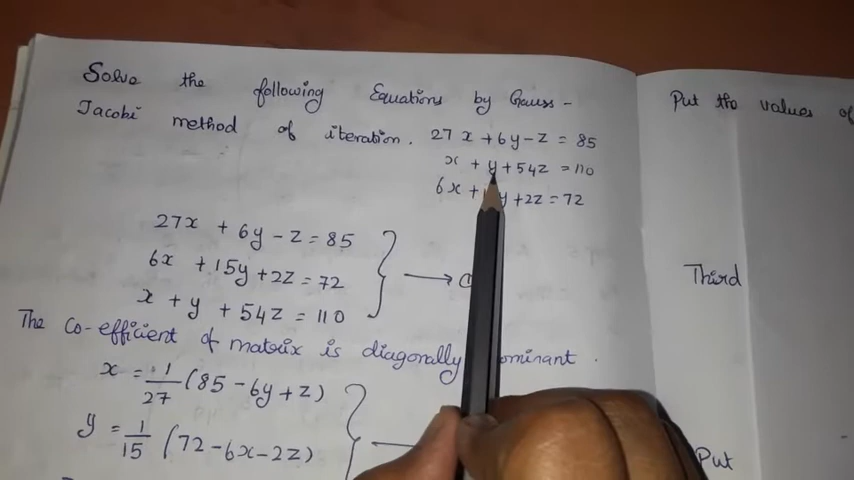 Solve the following Equations by Gauss-
Jacobi method of iteration. 27x + 6y - z = 85
x + y + 54z = 110
6x + y + 2z = 72
27x + 6y - z = 85
6x + 15y + 2z = 72
x + y + 54z = 110
The Co-efficient of matrix is diagonally
x = 1/27 (85 - 6y + z)
y = 1/15 (72 - 6x - 2z)
Put the values of
Third
Put